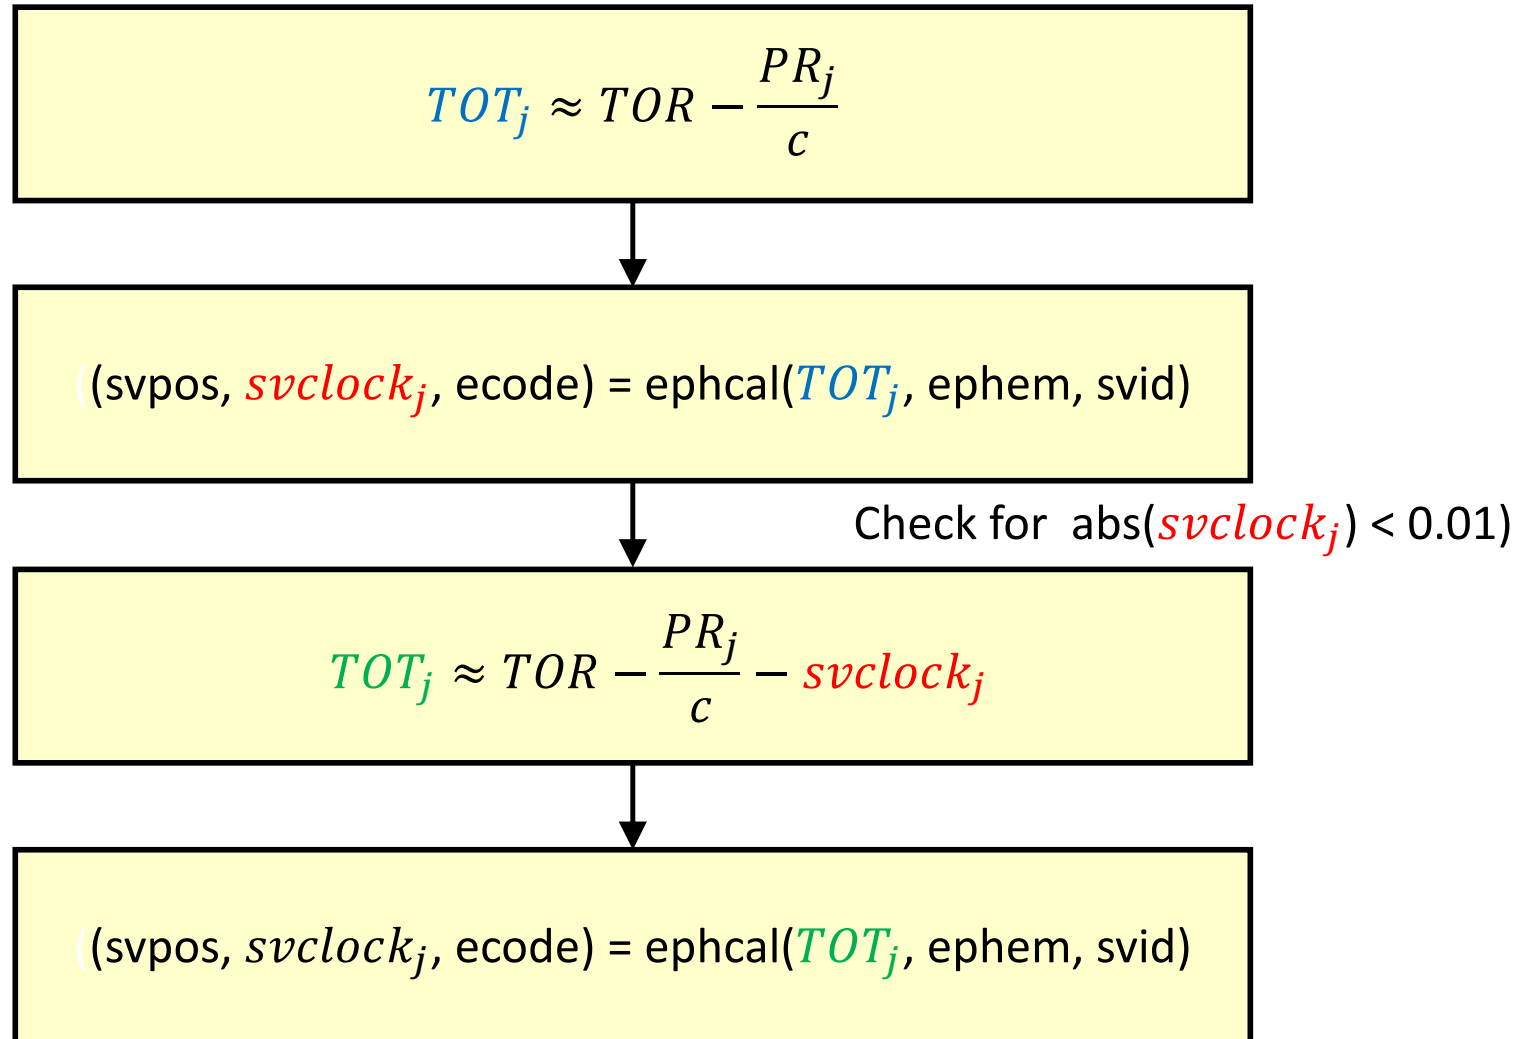 TOT_j ≈ TOR − PR_j / c
((svpos, svclock_j, ecode) = ephcal(TOT_j, ephem, svid)
Check for abs(svclock_j) < 0.01)
TOT_j ≈ TOR − PR_j / c − svclock_j
((svpos, svclock_j, ecode) = ephcal(TOT_j, ephem, svid)